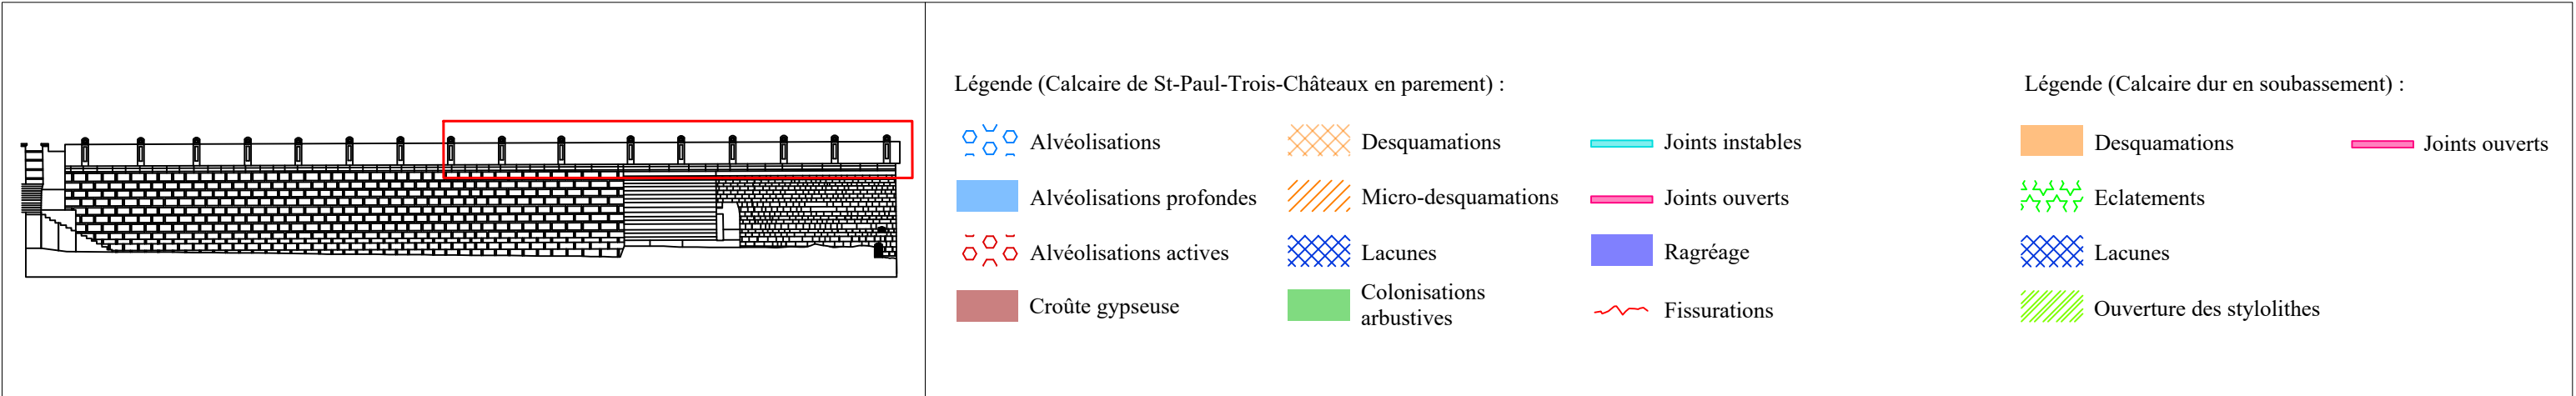 Légende (Calcaire de St-Paul-Trois-Châteaux en parement) :
Alvéolisations
Alvéolisations profondes
Alvéolisations actives
Croûte gypseuse
Desquamations
Micro-desquamations
Lacunes
Colonisations
arbustives
Joints instables
Joints ouverts
Ragréage
Fissurations
Légende (Calcaire dur en soubassement) :
Desquamations
Eclatements
Lacunes
Ouverture des stylolithes
Joints ouverts